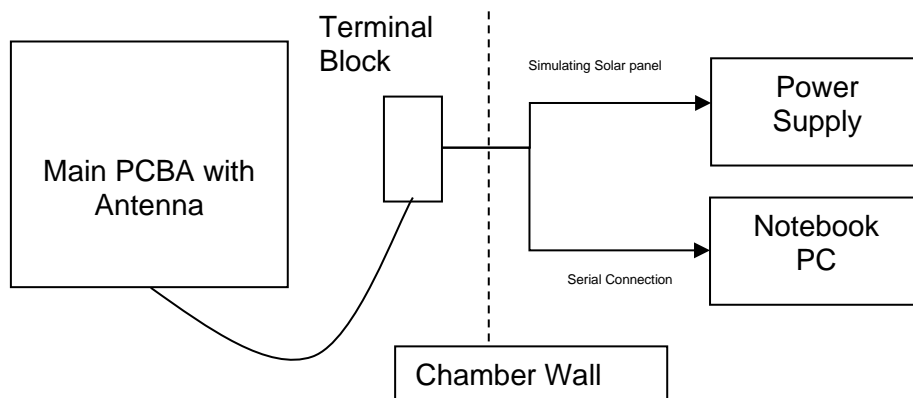 Terminal
Block
Simulating Solar panel
Power
Supply
Main PCBA with
Antenna
Notebook
PC
Serial Connection
Chamber Wall